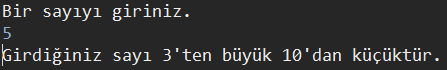 Bir sayıyı giriniz.
5
Girdiğiniz sayı 3'ten büyük 10'dan küçüktür.